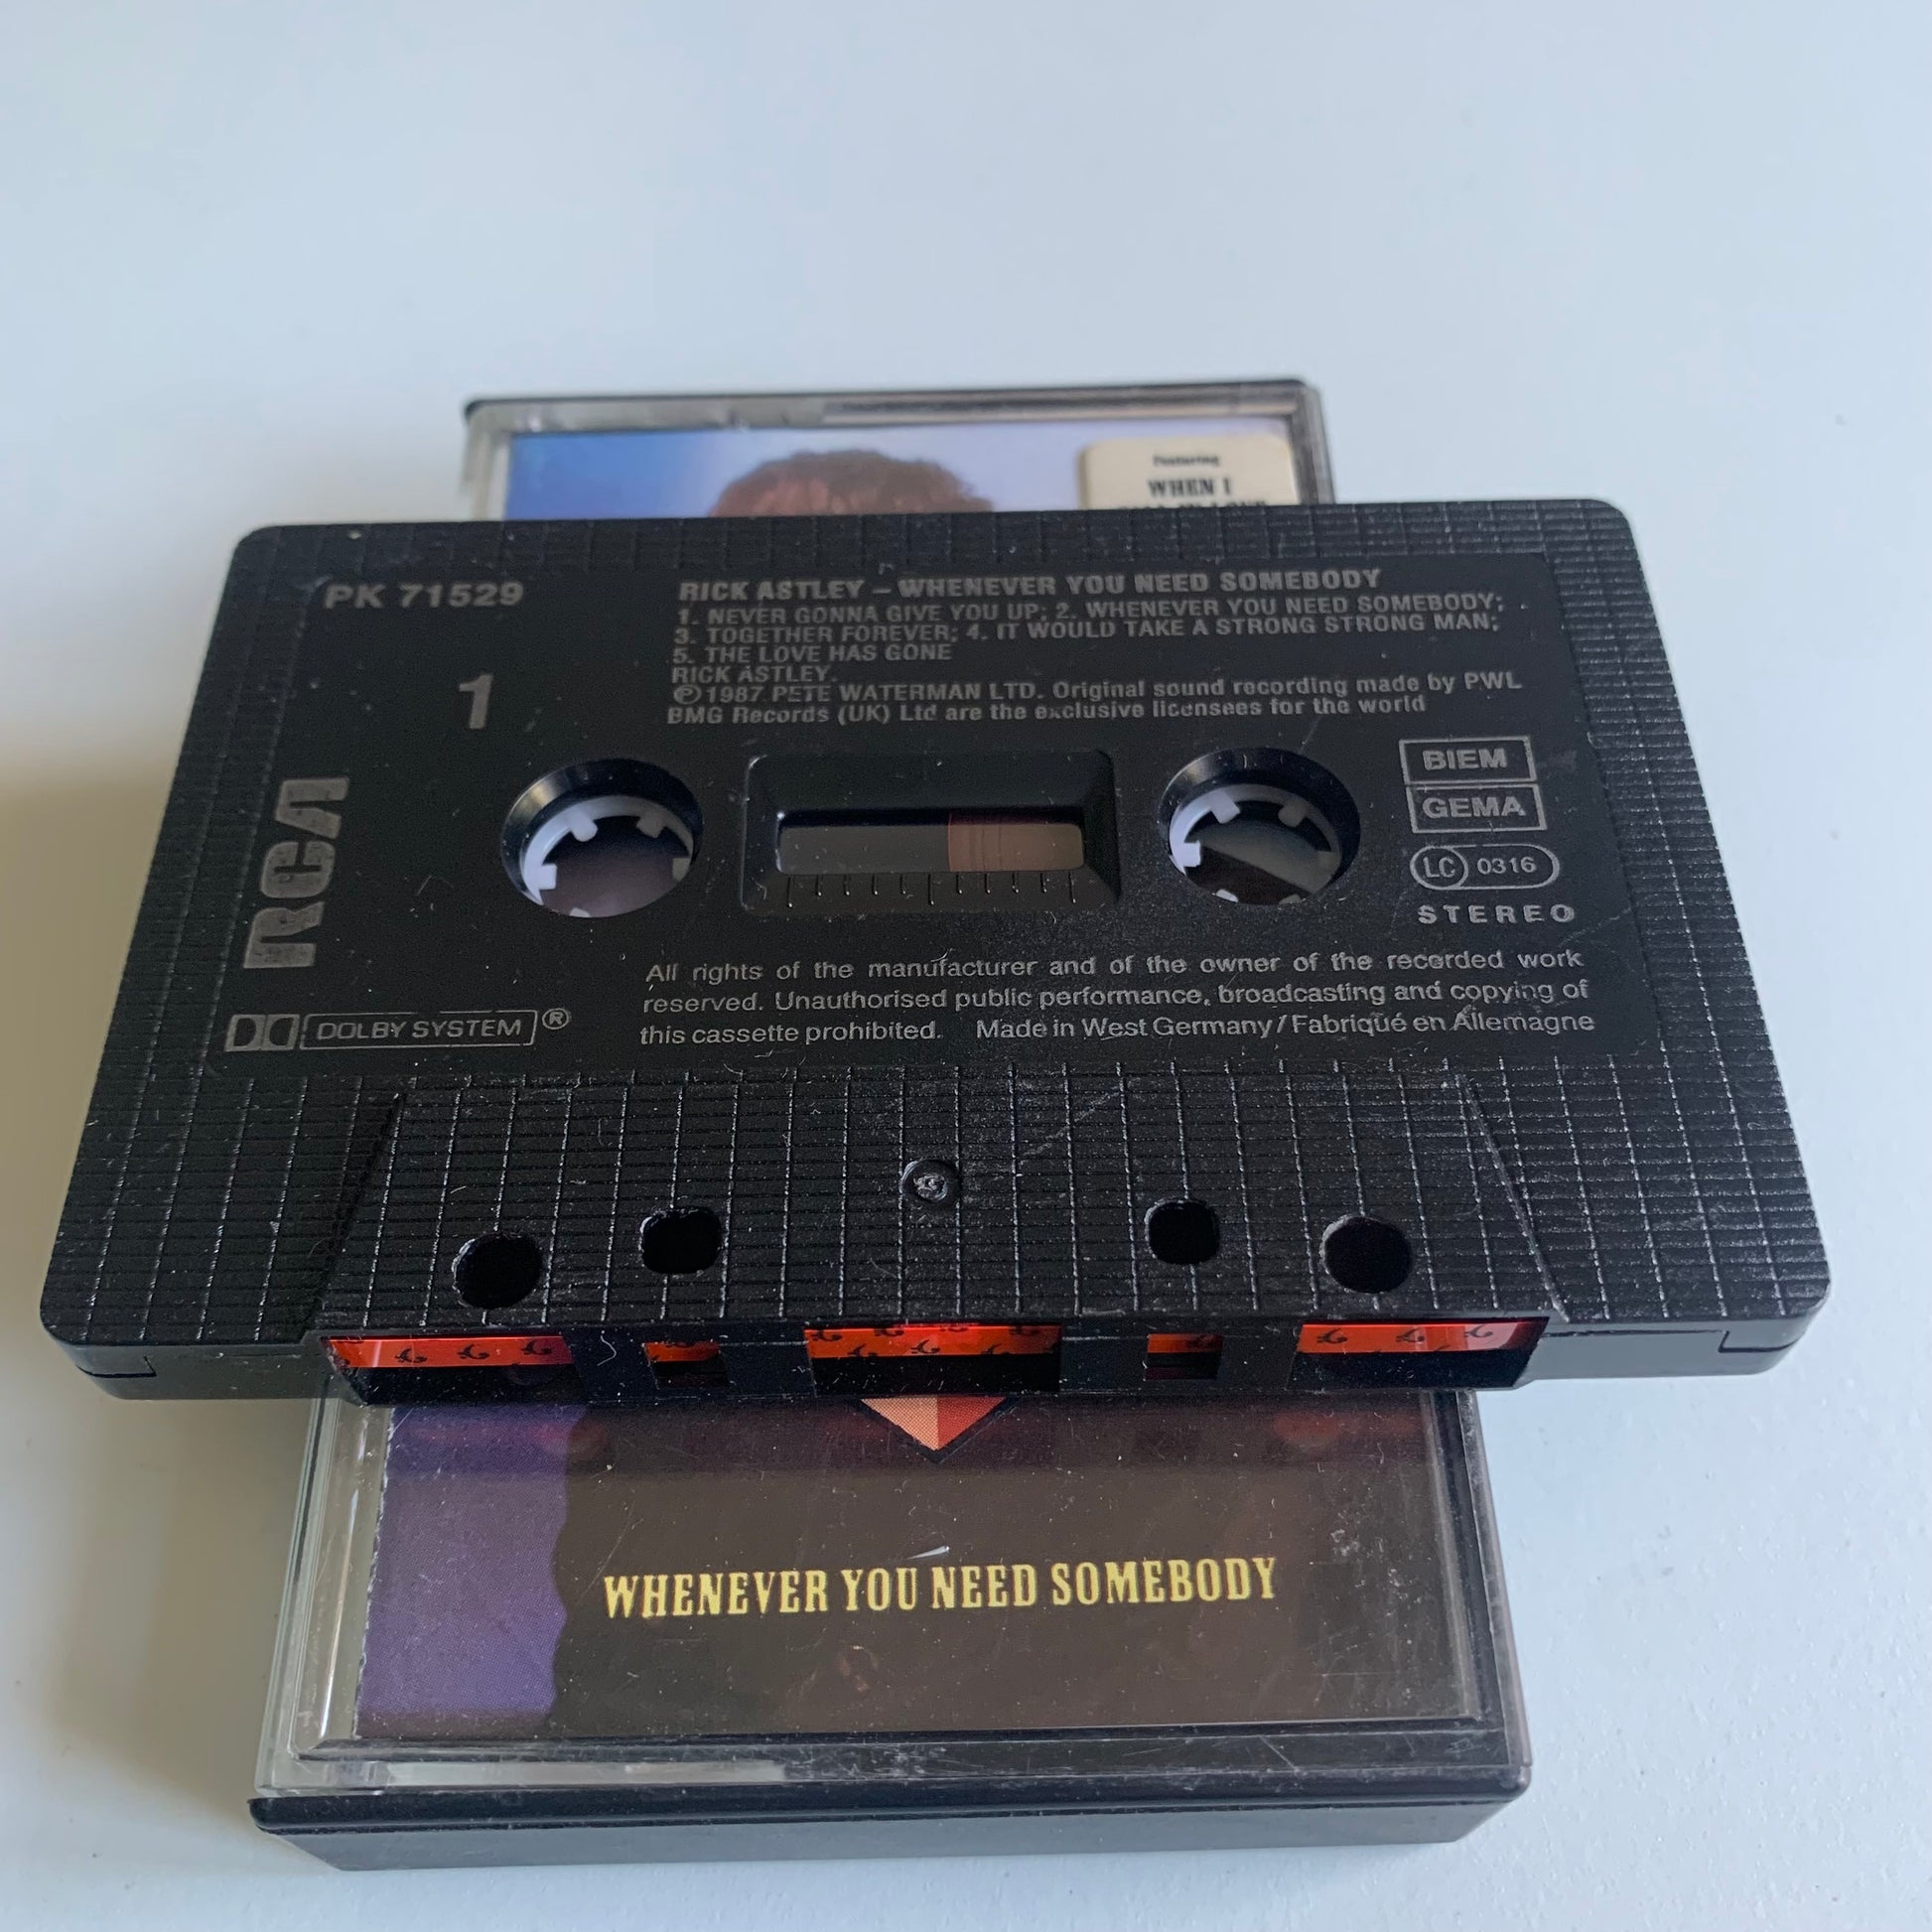 Featuring
WHEN I
PK 71529
RICK ASTLEY – WHENEVER YOU NEED SOMEBODY
1. NEVER GONNA GIVE YOU UP; 2. WHENEVER YOU NEED SOMEBODY;
3. TOGETHER FOREVER; 4. IT WOULD TAKE A STRONG STRONG MAN;
5. THE LOVE HAS GONE
RICK ASTLEY.
℗ 1987 PETE WATERMAN LTD. Original sound recording made by PWL
BMG Records (UK) Ltd are the exclusive licensees for the world
1
RCA
BIEM
GEMA
LC 0316
STEREO
DOLBY SYSTEM ®
All rights of the manufacturer and of the owner of the recorded work
reserved. Unauthorised public performance, broadcasting and copying of
this cassette prohibited. Made in West Germany / Fabriqué en Allemagne
WHENEVER YOU NEED SOMEBODY